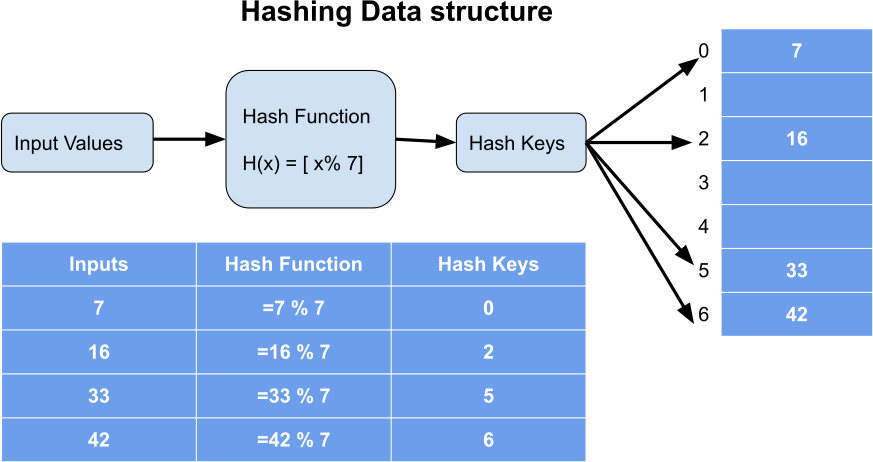 Hashing Data structure
Input Values
Hash Function
H(x) = [ x% 7]
Hash Keys
0 7
1
2 16
3
4
5 33
6 42
Inputs Hash Function Hash Keys
7 =7 % 7 0
16 =16 % 7 2
33 =33 % 7 5
42 =42 % 7 6